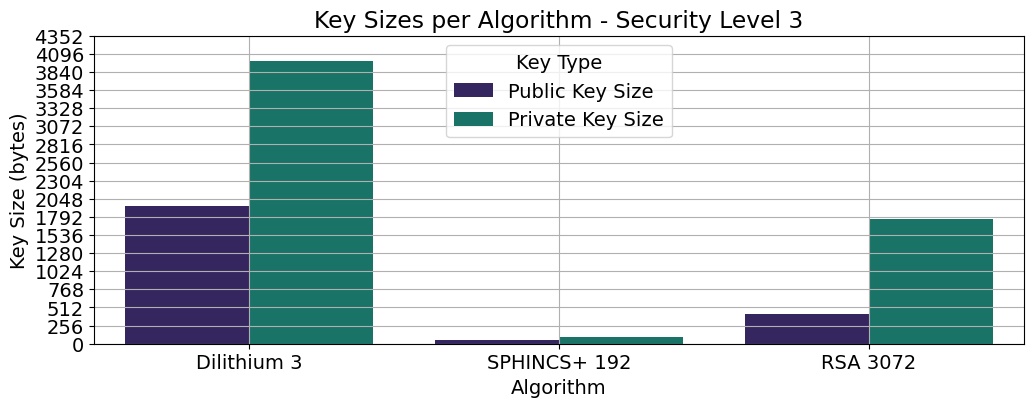 Key Sizes per Algorithm - Security Level 3
Key Size (bytes)
4352
4096
3840
3584
3328
3072
2816
2560
2304
2048
1792
1536
1280
1024
768
512
256
0
Key Type
Public Key Size
Private Key Size
Dilithium 3
SPHINCS+ 192
RSA 3072
Algorithm